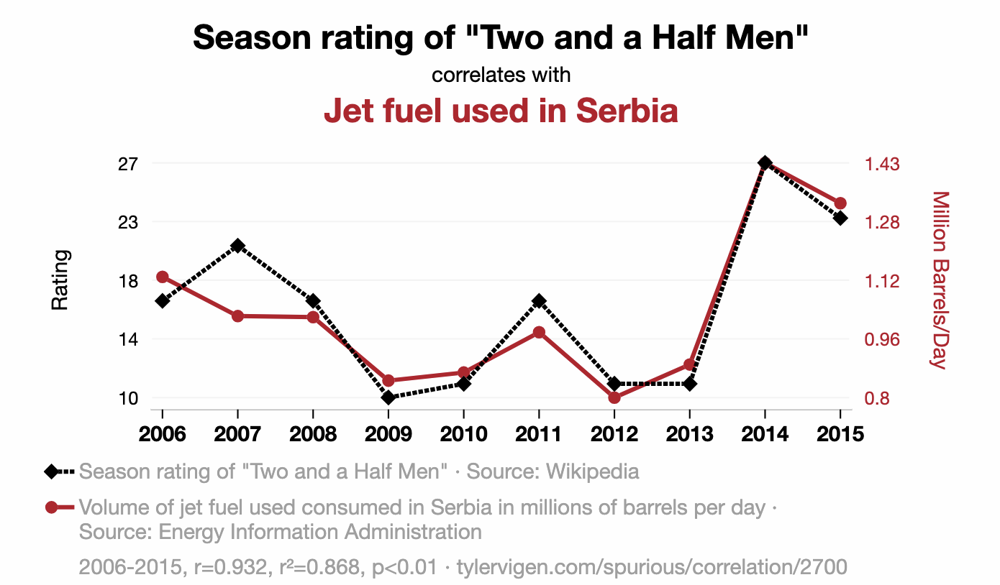 Season rating of "Two and a Half Men"
correlates with
Jet fuel used in Serbia
27
23
18
14
10
Rating
1.43
1.28
1.12
0.96
0.8
Million Barrels/Day
2006 2007 2008 2009 2010 2011 2012 2013 2014 2015
Season rating of "Two and a Half Men" · Source: Wikipedia
Volume of jet fuel used consumed in Serbia in millions of barrels per day ·
Source: Energy Information Administration
2006-2015, r=0.932, r²=0.868, p<0.01 · tylervigen.com/spurious/correlation/2700